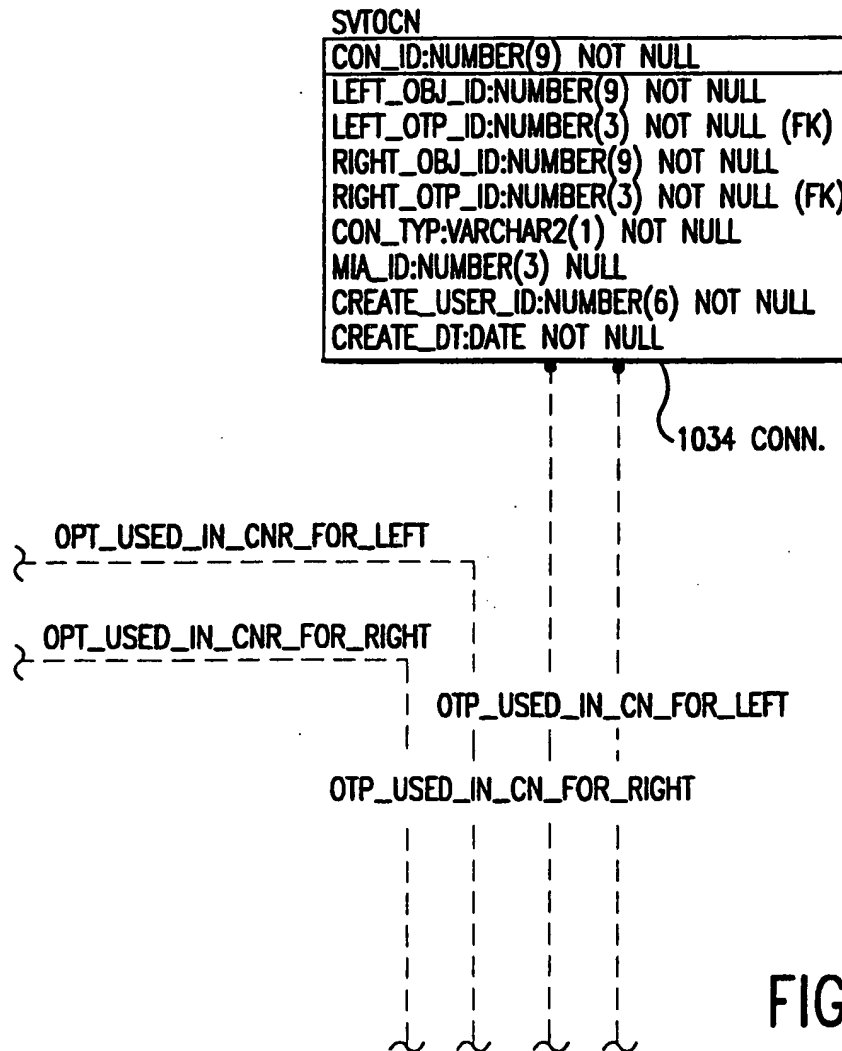 SVTOCN
CON_ID:NUMBER(9) NOT NULL
LEFT_OBJ_ID:NUMBER(9) NOT NULL
LEFT_OTP_ID:NUMBER(3) NOT NULL (FK)
RIGHT_OBJ_ID:NUMBER(9) NOT NULL
RIGHT_OTP_ID:NUMBER(3) NOT NULL (FK)
CON_TYP:VARCHAR2(1) NOT NULL
MIA_ID:NUMBER(3) NULL
CREATE_USER_ID:NUMBER(6) NOT NULL
CREATE_DT:DATE NOT NULL
1034 CONN.
OPT_USED_IN_CNR_FOR_LEFT
OPT_USED_IN_CNR_FOR_RIGHT
OTP_USED_IN_CN_FOR_LEFT
OTP_USED_IN_CN_FOR_RIGHT
FIG